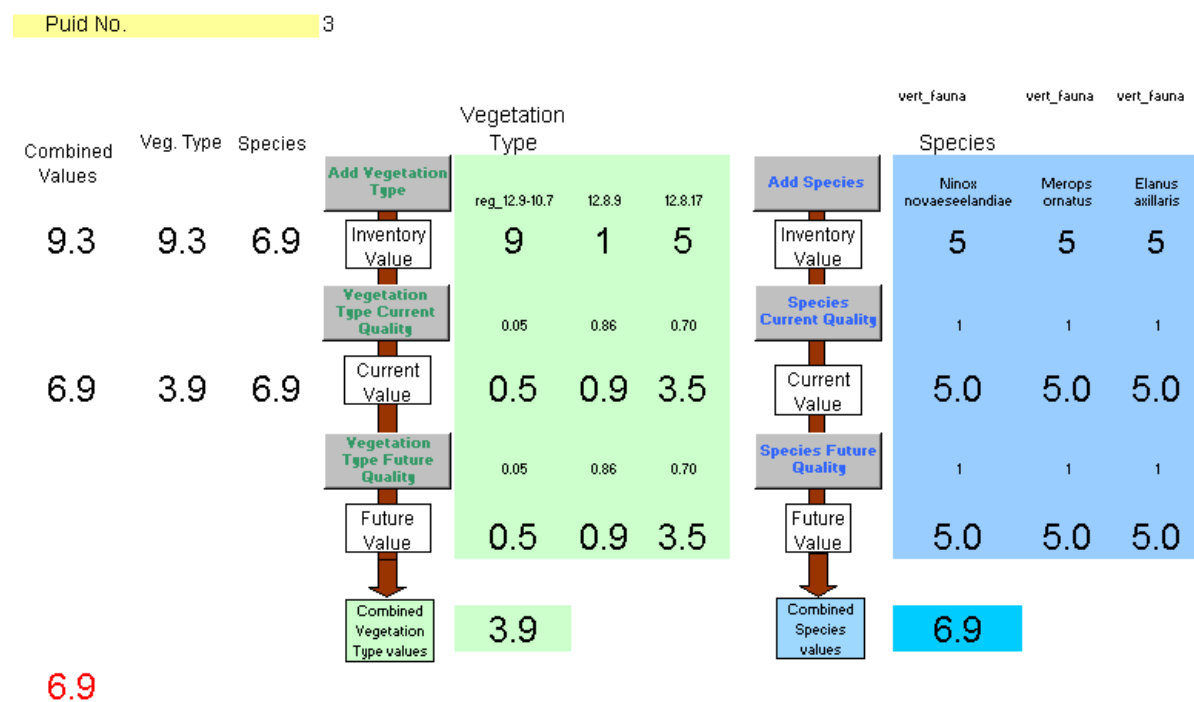 Puid No. 3
vert_fauna vert_fauna vert_fauna
Vegetation
Type
Combined
Values
Veg. Type Species
Species
Add Vegetation
Type
reg_12.9-10.7 12.8.9 12.8.17
Add Species
Ninox
novaeseelandiae
Merops
ornatus
Elanus
axillaris
9.3 9.3 6.9
Inventory
Value
9 1 5
Inventory
Value
5 5 5
Vegetation
Type Current
Quality
0.05 0.86 0.70
Species
Current Quality
1 1 1
6.9 3.9 6.9
Current
Value
0.5 0.9 3.5
Current
Value
5.0 5.0 5.0
Vegetation
Type Future
Quality
0.05 0.86 0.70
Species Future
Quality
1 1 1
Future
Value
0.5 0.9 3.5
Future
Value
5.0 5.0 5.0
Combined
Vegetation
Type values
3.9
Combined
Species
values
6.9
6.9